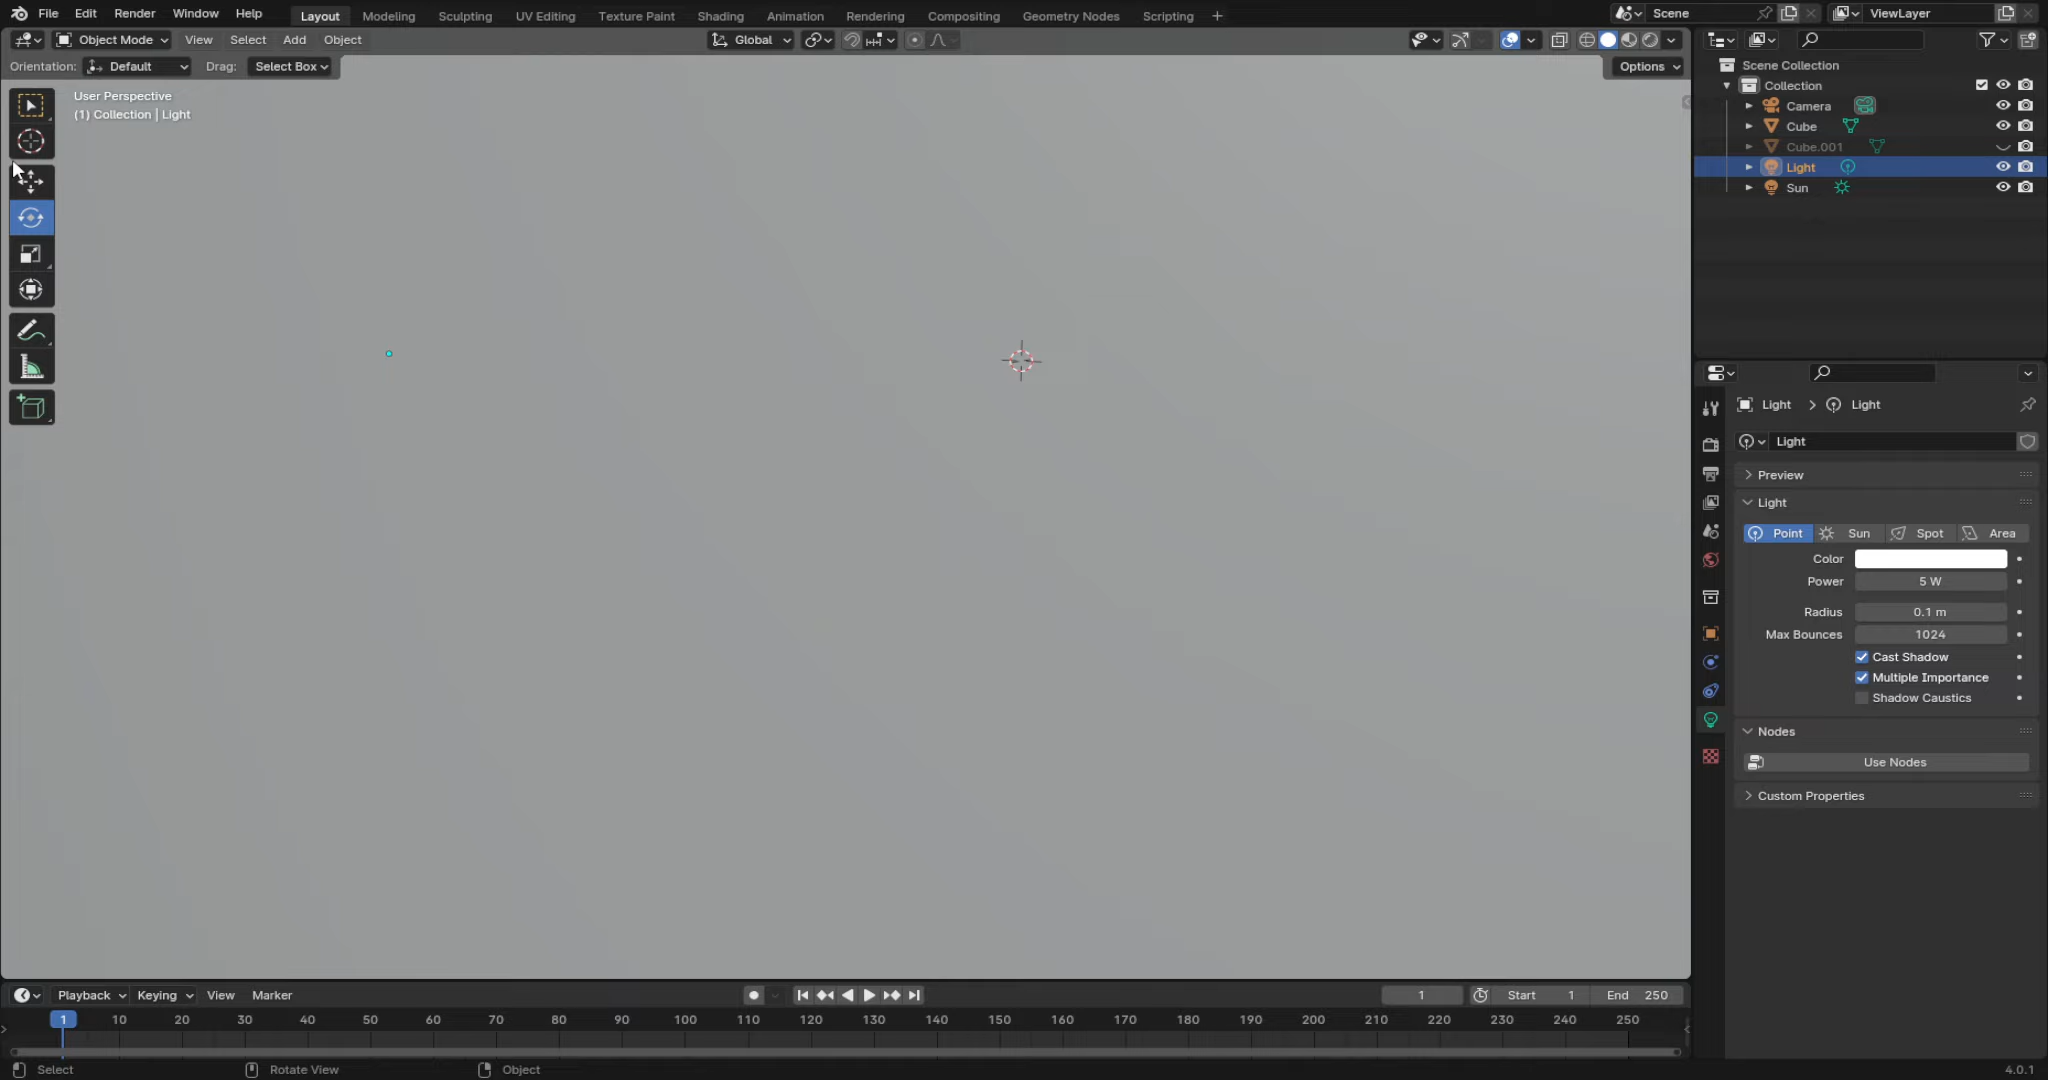 File Edit Render Window Help Layout Modeling Sculpting UV Editing Texture Paint Shading Animation Rendering Compositing Geometry Nodes Scripting + Scene ViewLayer
Object Mode View Select Add Object Global
Orientation: Default Drag: Select Box Options
User Perspective
(1) Collection | Light
Scene Collection
Collection
Camera
Cube
Cube.001
Light
Sun
Light > Light
Light
Preview
Light
Point Sun Spot Area
Color
Power 5 W
Radius 0.1 m
Max Bounces 1024
Cast Shadow
Multiple Importance
Shadow Caustics
Nodes
Use Nodes
Custom Properties
Playback Keying View Marker 1 Start 1 End 250
1 10 20 30 40 50 60 70 80 90 100 110 120 130 140 150 160 170 180 190 200 210 220 230 240 250
Select Rotate View Object 4.0.1